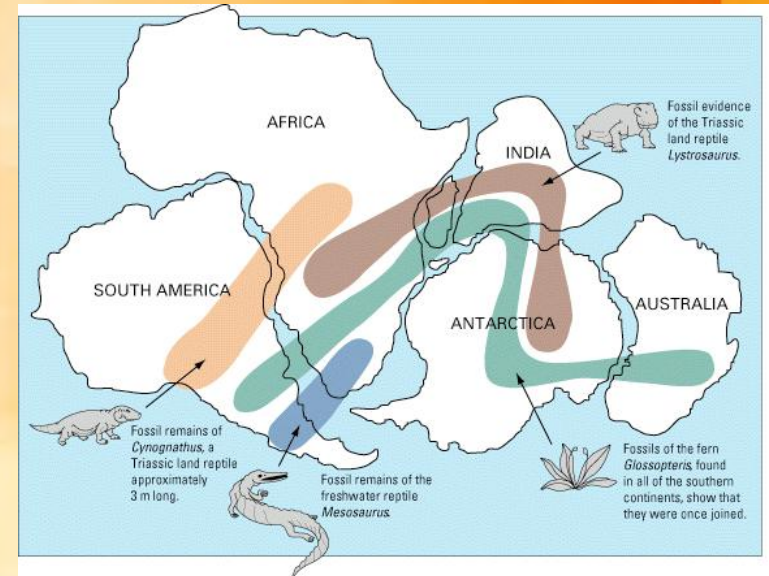 AFRICA
INDIA
Fossil evidence
of the Triassic
land reptile
Lystrosaurus.
SOUTH AMERICA
ANTARCTICA
AUSTRALIA
Fossil remains of
Cynognathus, a
Triassic land reptile
approximately
3 m long.
Fossil remains of the
freshwater reptile
Mesosaurus.
Fossils of the fern
Glossopteris, found
in all of the southern
continents, show that
they were once joined.